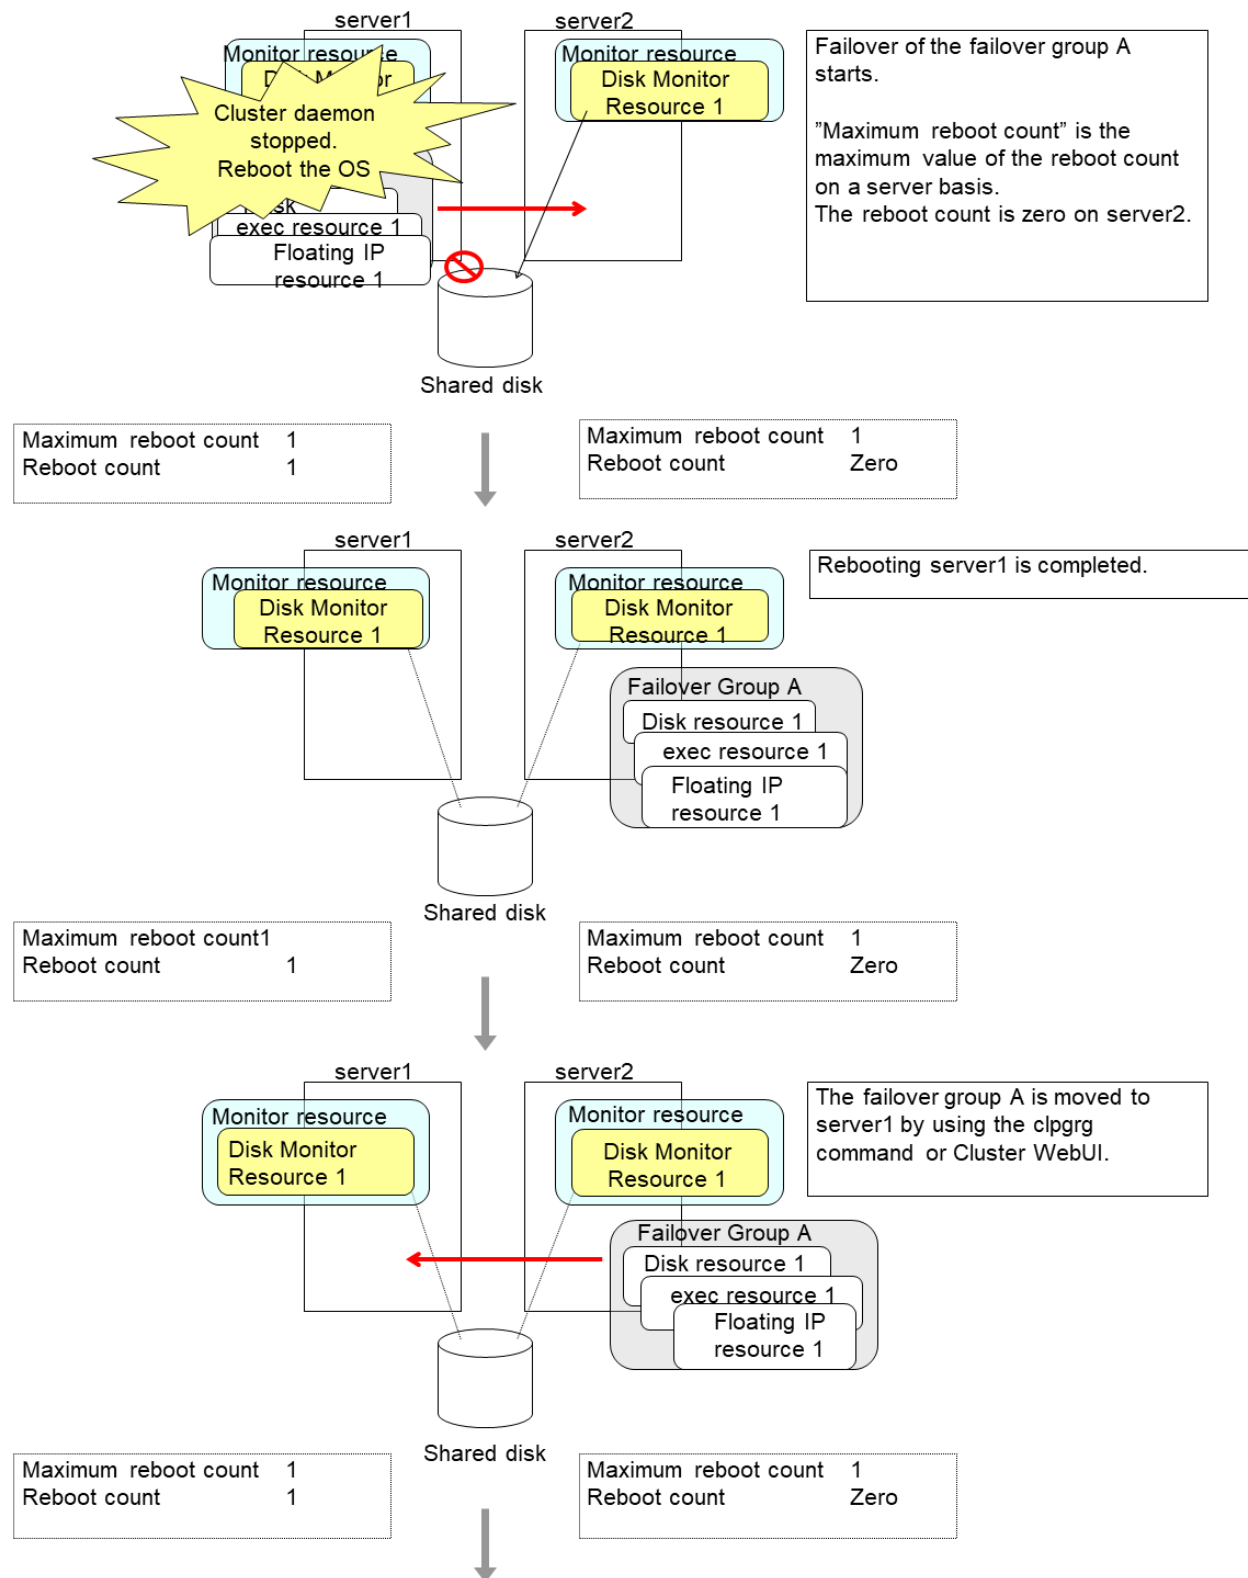 server1
server2
Monitor resource
Monitor resource
Disk Monitor
Disk Monitor
Resource 1
Cluster daemon
stopped.
Reboot the OS
Disk
exec resource 1
Floating IP
resource 1
Failover of the failover group A
starts.
”Maximum reboot count” is the
maximum value of the reboot count
on a server basis.
The reboot count is zero on server2.
Shared disk
Maximum reboot count 1
Reboot count 1
Maximum reboot count 1
Reboot count Zero
server1
server2
Monitor resource
Disk Monitor
Resource 1
Monitor resource
Disk Monitor
Resource 1
Rebooting server1 is completed.
Failover Group A
Disk resource 1
exec resource 1
Floating IP
resource 1
Shared disk
Maximum reboot count1
Reboot count 1
Maximum reboot count 1
Reboot count Zero
server1
server2
Monitor resource
Disk Monitor
Resource 1
Monitor resource
Disk Monitor
Resource 1
The failover group A is moved to
server1 by using the clpgrg
command or Cluster WebUI.
Failover Group A
Disk resource 1
exec resource 1
Floating IP
resource 1
Shared disk
Maximum reboot count 1
Reboot count 1
Maximum reboot count 1
Reboot count Zero